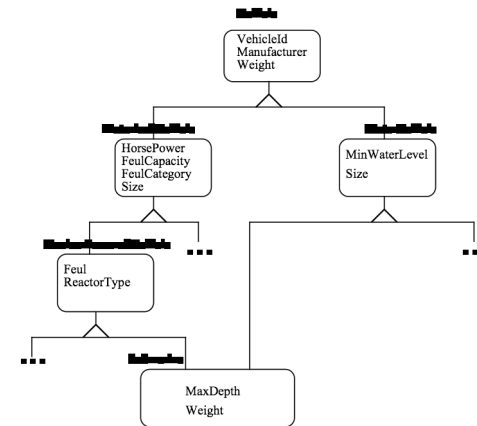 VehicleId
Manufacturer
Weight
HorsePower
FeulCapacity
FeulCategory
Size
MinWaterLevel
Size
...
...
Feul
ReactorType
...
MaxDepth
Weight